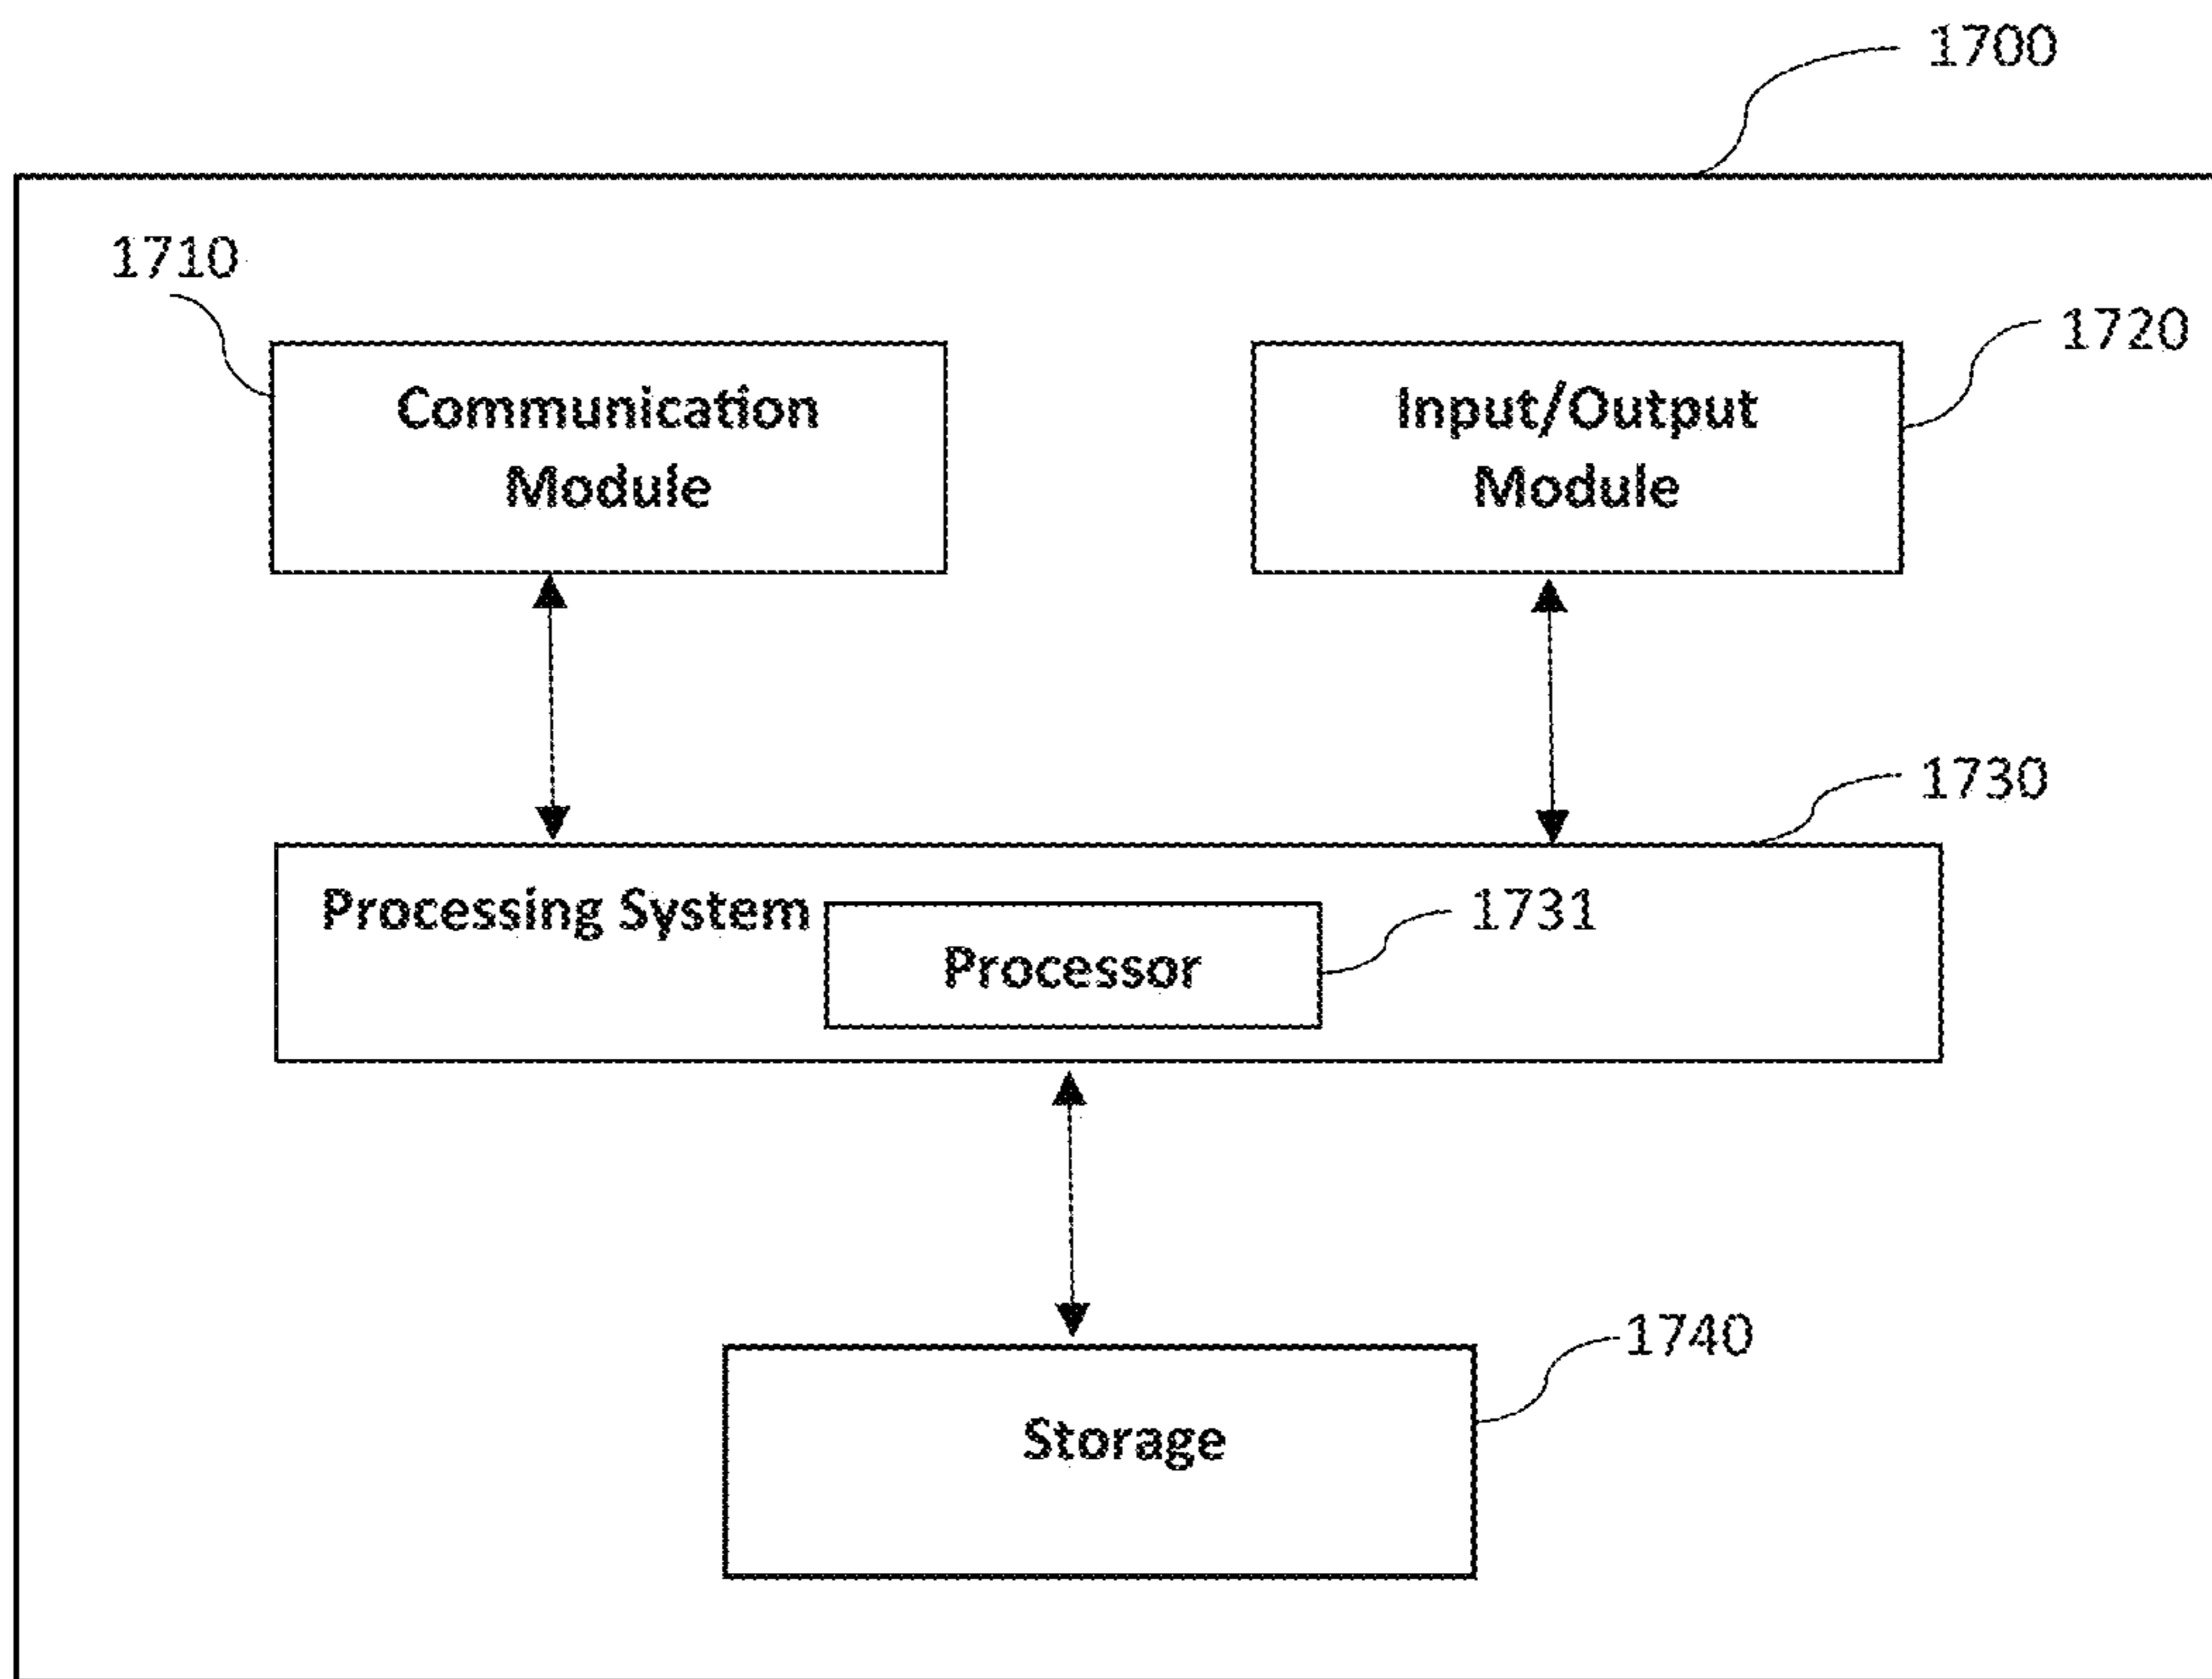 1700
1710
1720
Communication
Module
Input/Output
Module
1730
Processing System
1731
Processor
1740
Storage